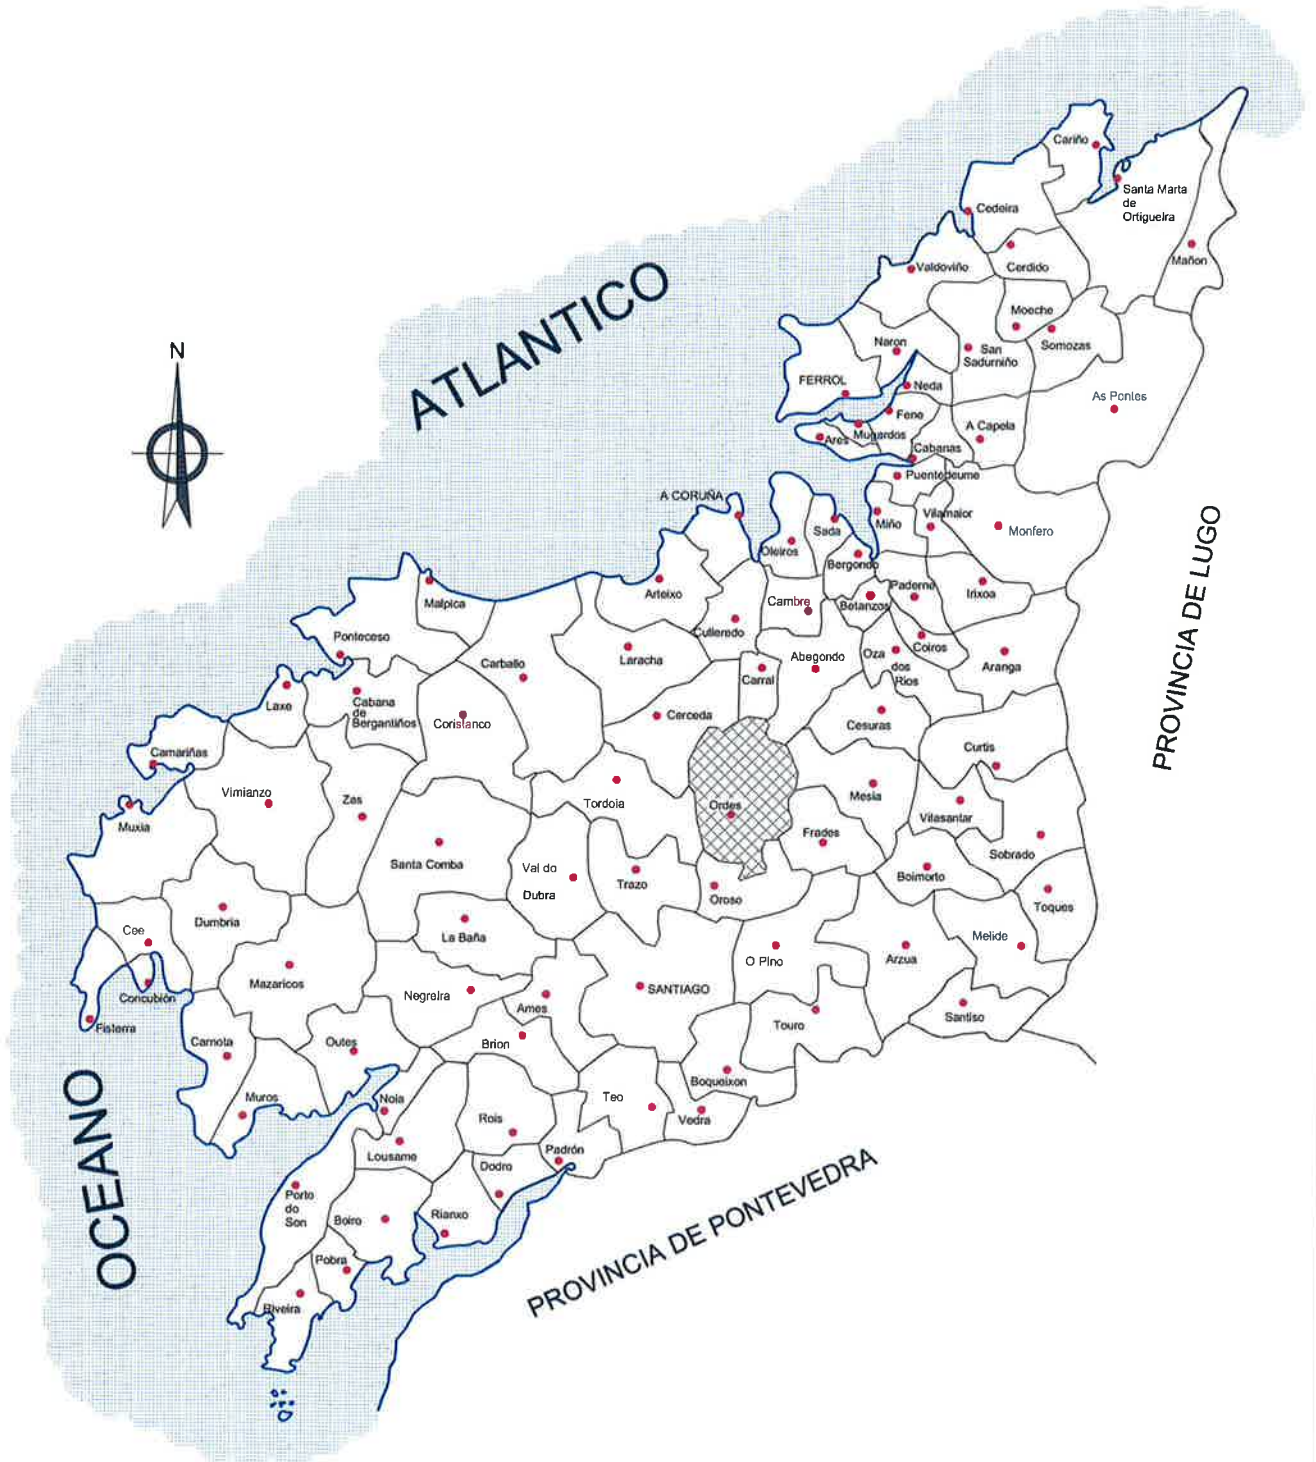 Cariño
Santa Marta
de
Ortigueira
Cedeira
Mañon
Valdoviño
Cerdido
Moeche
Somozas
Naron
San
Sadurniño
FERROL
Neda
As Pontes
Feno
A Capela
Ares
Mugardos
Cabanas
Puentedeume
ATLANTICO
N
A CORUÑA
Oleiros
Sada
Miño
Vilamaior
Monfero
Bergondo
Arteixo
Cambre
Betanzos
Paderne
Irixoa
Malpica
Ponteceso
Culleredo
Laracha
Carballo
Abegondo
Carral
Oza
dos
Rios
Coiros
Aranga
PROVINCIA DE LUGO
Laxe
Cabana
de
Bergantiños
Coristanco
Cerceda
Cesuras
Curtis
Camariñas
Vimianzo
Zas
Tordoia
Ordes
Mesia
Vilasantar
Muxia
Frades
Sobrado
Santa Comba
Val do
Dubra
Trazo
Oroso
Boimorto
Toques
Dumbria
Cee
La Baña
Melide
O Pino
Arzua
Mazaricos
Negreira
SANTIAGO
Concubión
Ames
Santiso
Fisterra
Touro
Carnota
Outes
Brion
Boqueixon
Muros
Noia
Teo
Vedra
Rois
Lousame
Padrón
Dodro
OCEANO
Porto
do
Son
Boiro
Rianxo
PROVINCIA DE PONTEVEDRA
Pobra
Riveira